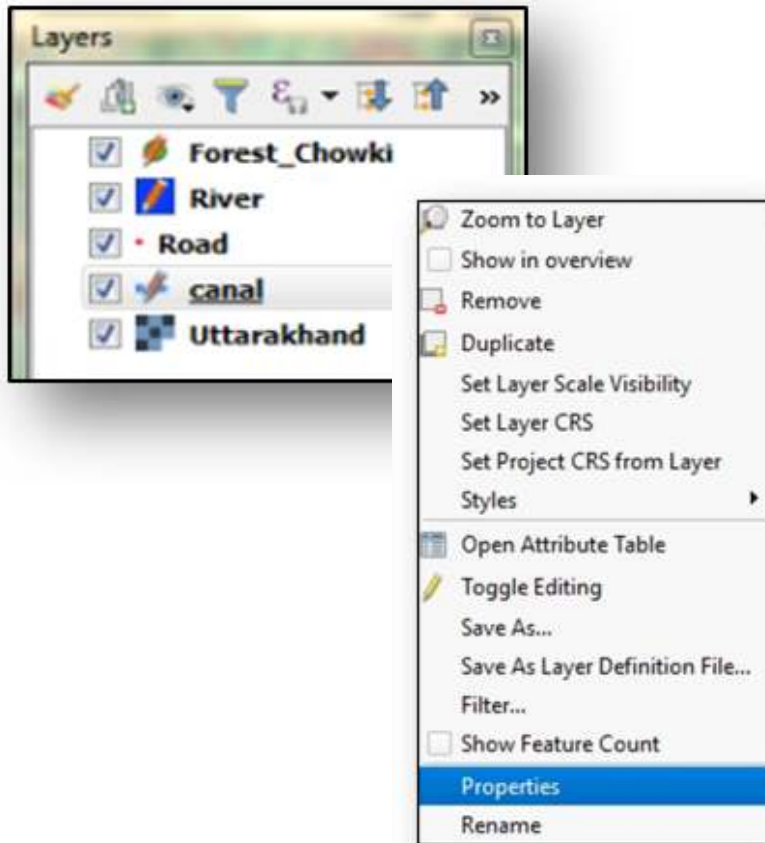 Layers
»
Forest_Chowki
River
Road
canal
Uttarakhand
Zoom to Layer
Show in overview
Remove
Duplicate
Set Layer Scale Visibility
Set Layer CRS
Set Project CRS from Layer
Styles
Open Attribute Table
Toggle Editing
Save As...
Save As Layer Definition File...
Filter...
Show Feature Count
Properties
Rename